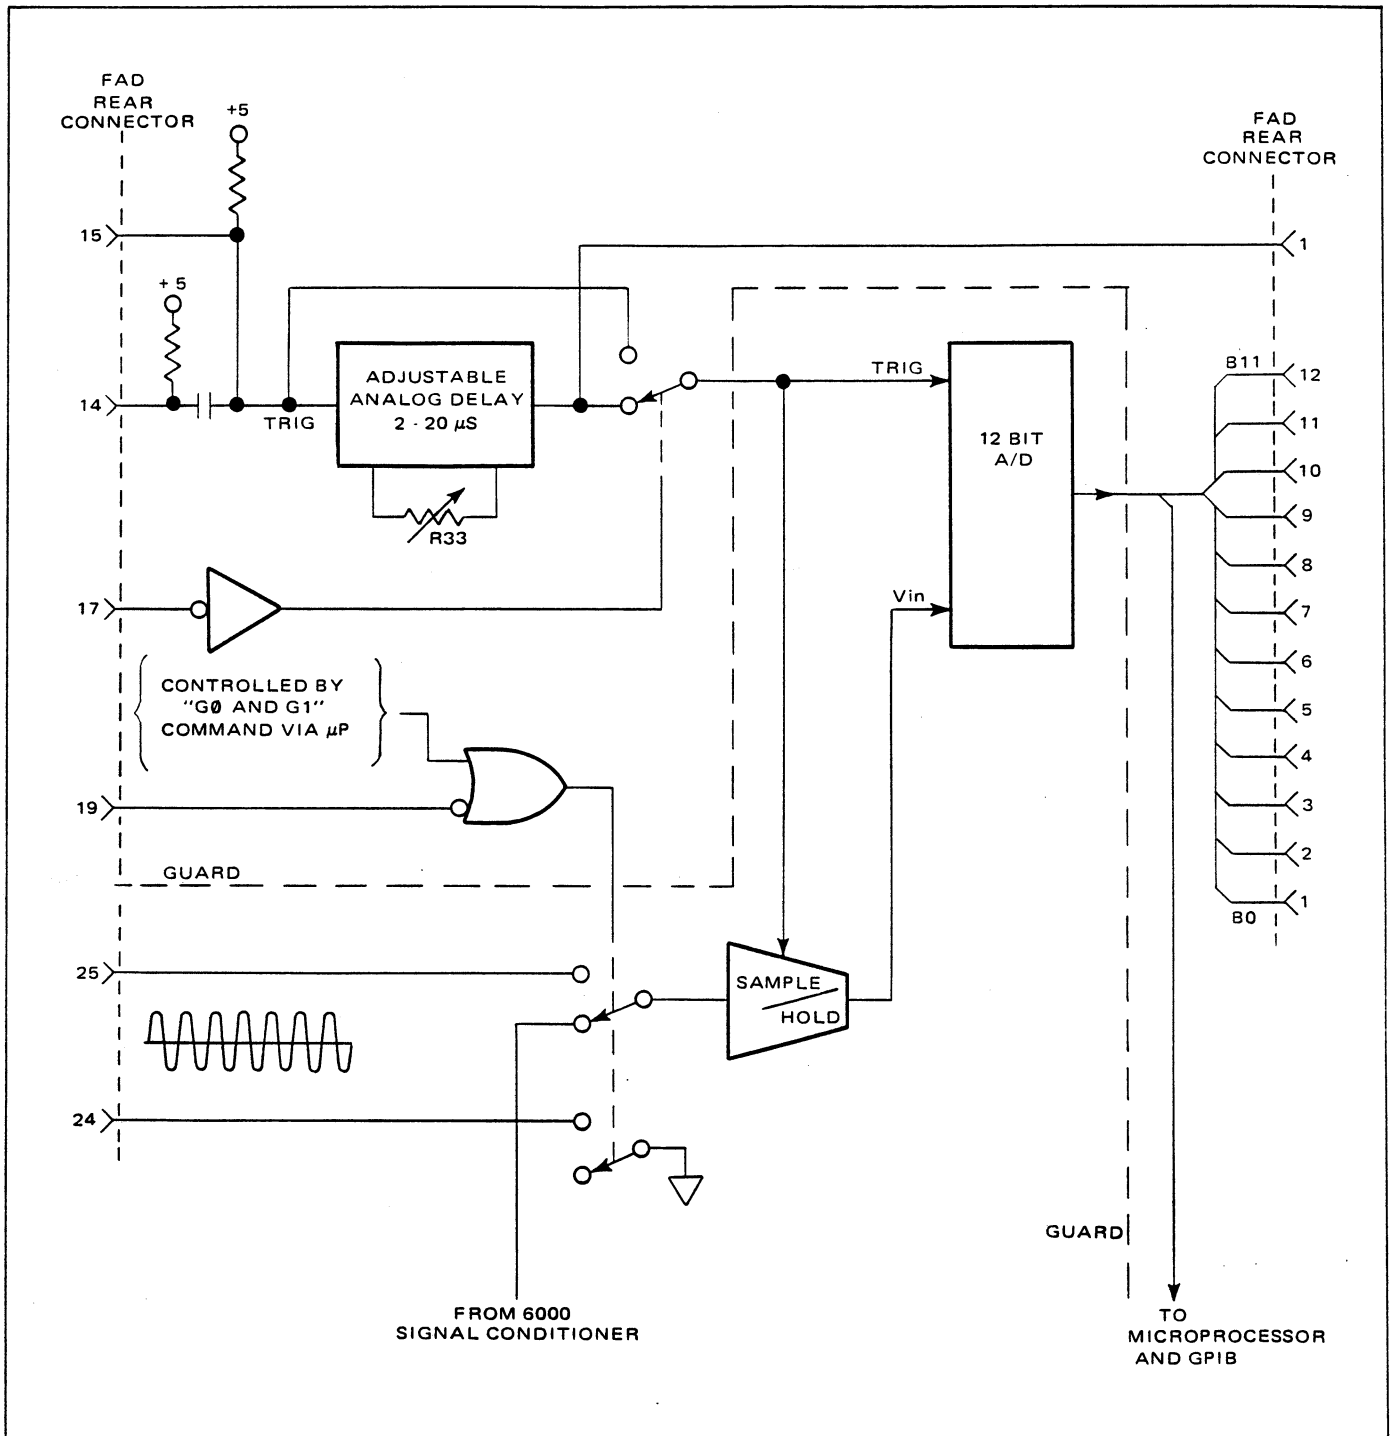 FAD
REAR
CONNECTOR
+5
FAD
REAR
CONNECTOR
15
1
+ 5
14
TRIG
ADJUSTABLE
ANALOG DELAY
2 - 20 µS
R33
TRIG
12 BIT
A/D
Vin
B11
12
11
10
9
8
7
6
5
4
3
2
1
B0
17
CONTROLLED BY
"G0 AND G1"
COMMAND VIA µP
19
GUARD
25
SAMPLE
HOLD
24
GUARD
FROM 6000
SIGNAL CONDITIONER
TO
MICROPROCESSOR
AND GPIB